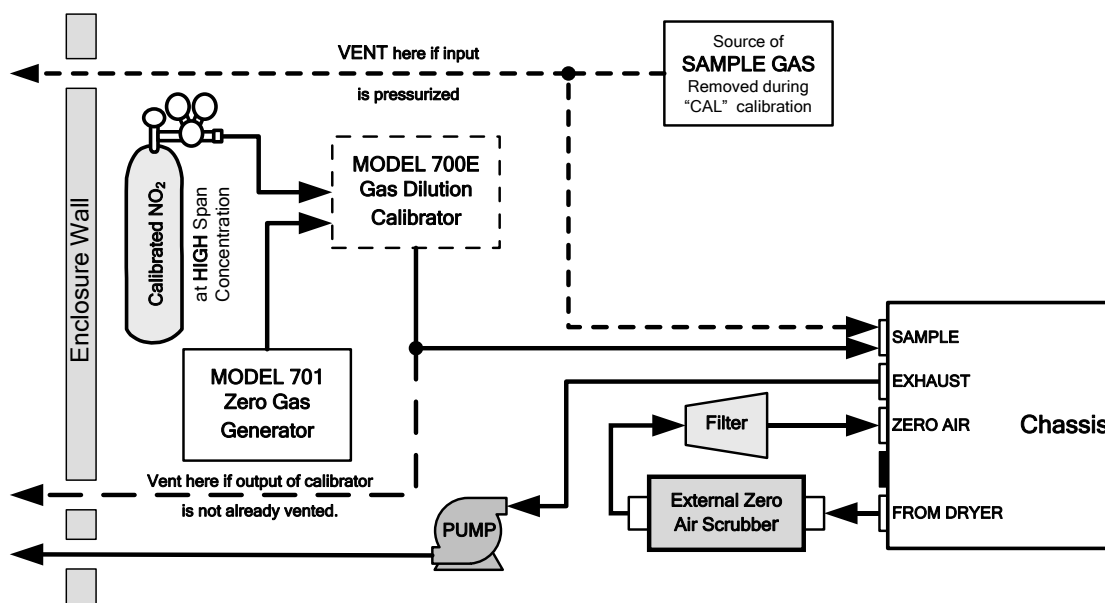 VENT here if input
is pressurized
Source of
SAMPLE GAS
Removed during
“CAL” calibration
Enclosure Wall
Calibrated NO2
at HIGH Span
Concentration
MODEL 700E
Gas Dilution
Calibrator
MODEL 701
Zero Gas
Generator
Vent here if output of calibrator
is not already vented.
PUMP
Filter
External Zero
Air Scrubber
SAMPLE
EXHAUST
ZERO AIR
FROM DRYER
Chassis